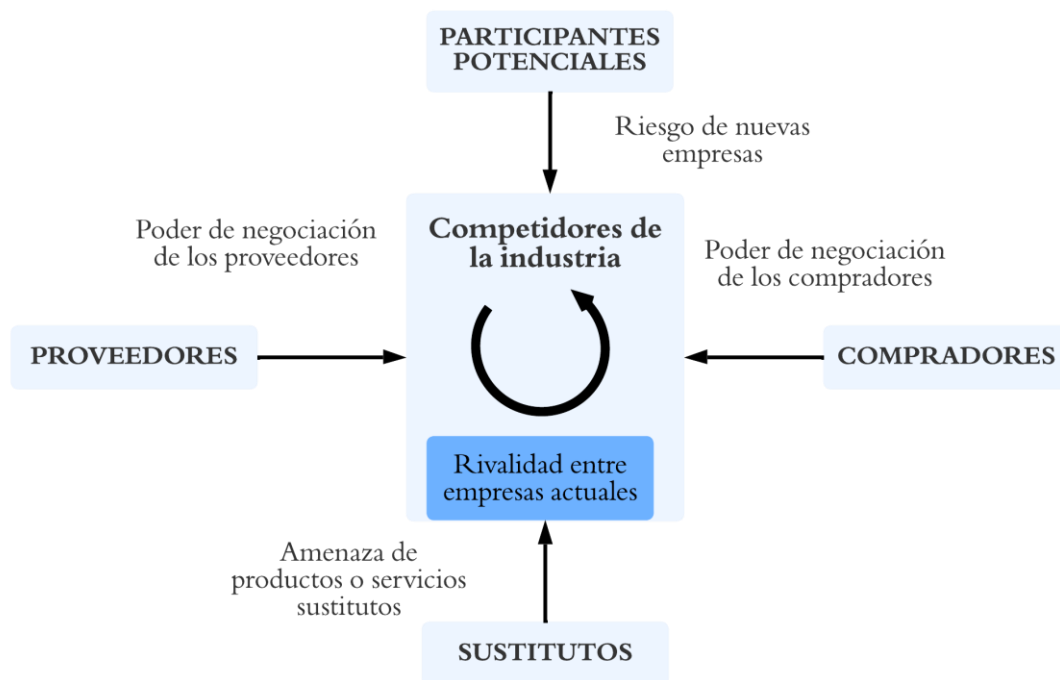 PARTICIPANTES
POTENCIALES
Riesgo de nuevas
empresas
Poder de negociación
de los proveedores
Competidores de
la industria
Poder de negociación
de los compradores
PROVEEDORES
COMPRADORES
Rivalidad entre
empresas actuales
Amenaza de
productos o servicios
sustitutos
SUSTITUTOS